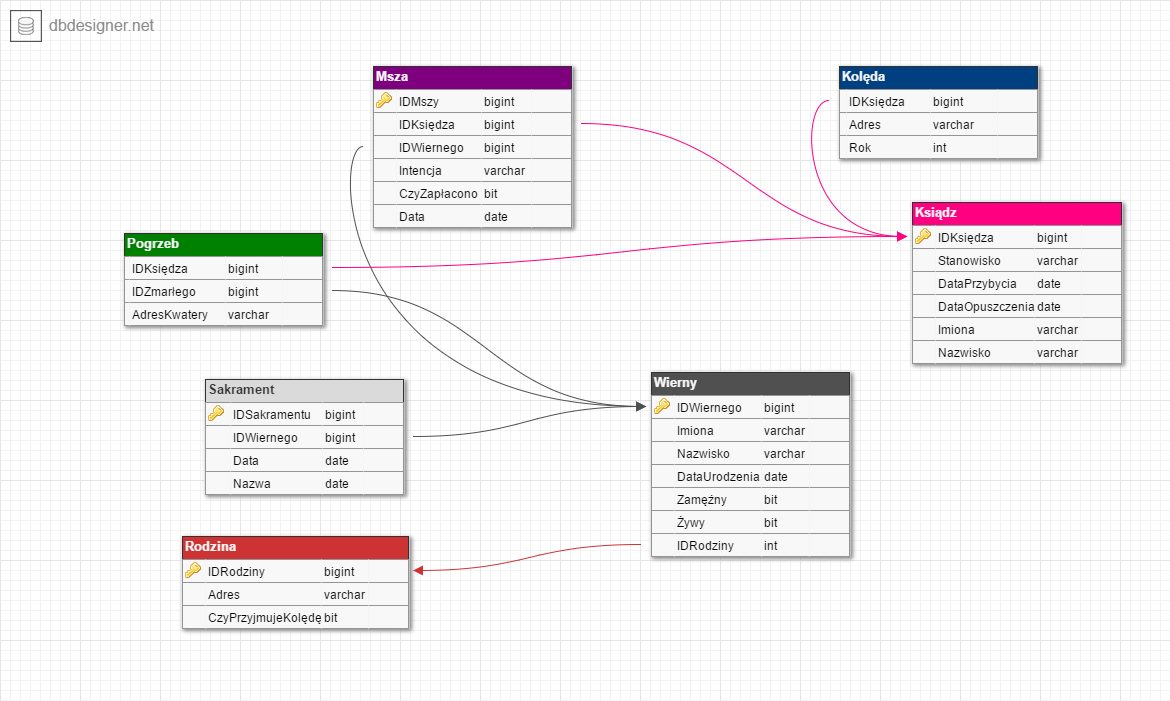 dbdesigner.net
Msza
IDMszy bigint
IDKsiędza bigint
IDWiernego bigint
Intencja varchar
CzyZapłacono bit
Data date
Kolęda
IDKsiędza bigint
Adres varchar
Rok int
Ksiądz
IDKsiędza bigint
Stanowisko varchar
DataPrzybycia date
DataOpuszczenia date
Imiona varchar
Nazwisko varchar
Pogrzeb
IDKsiędza bigint
IDZmarłego bigint
AdresKwatery varchar
Sakrament
IDSakramentu bigint
IDWiernego bigint
Data date
Nazwa date
Wierny
IDWiernego bigint
Imiona varchar
Nazwisko varchar
DataUrodzenia date
Zamężny bit
Żywy bit
IDRodziny int
Rodzina
IDRodziny bigint
Adres varchar
CzyPrzyjmujeKolędę bit